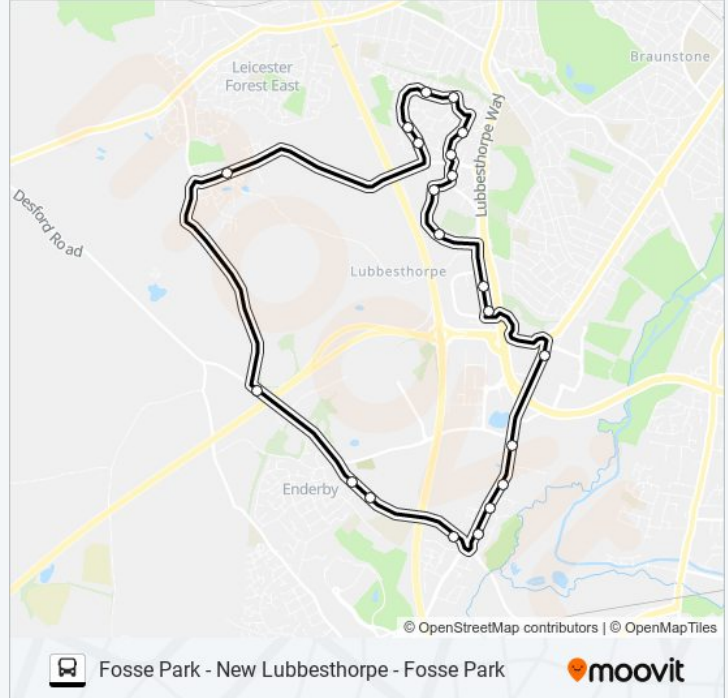 Braunstone
Leicester
Forest East
Lubbesthorpe Way
Desford Road
Lubbesthorpe
Enderby
© OpenStreetMap contributors | © OpenMapTiles
Fosse Park - New Lubbesthorpe - Fosse Park
moovit